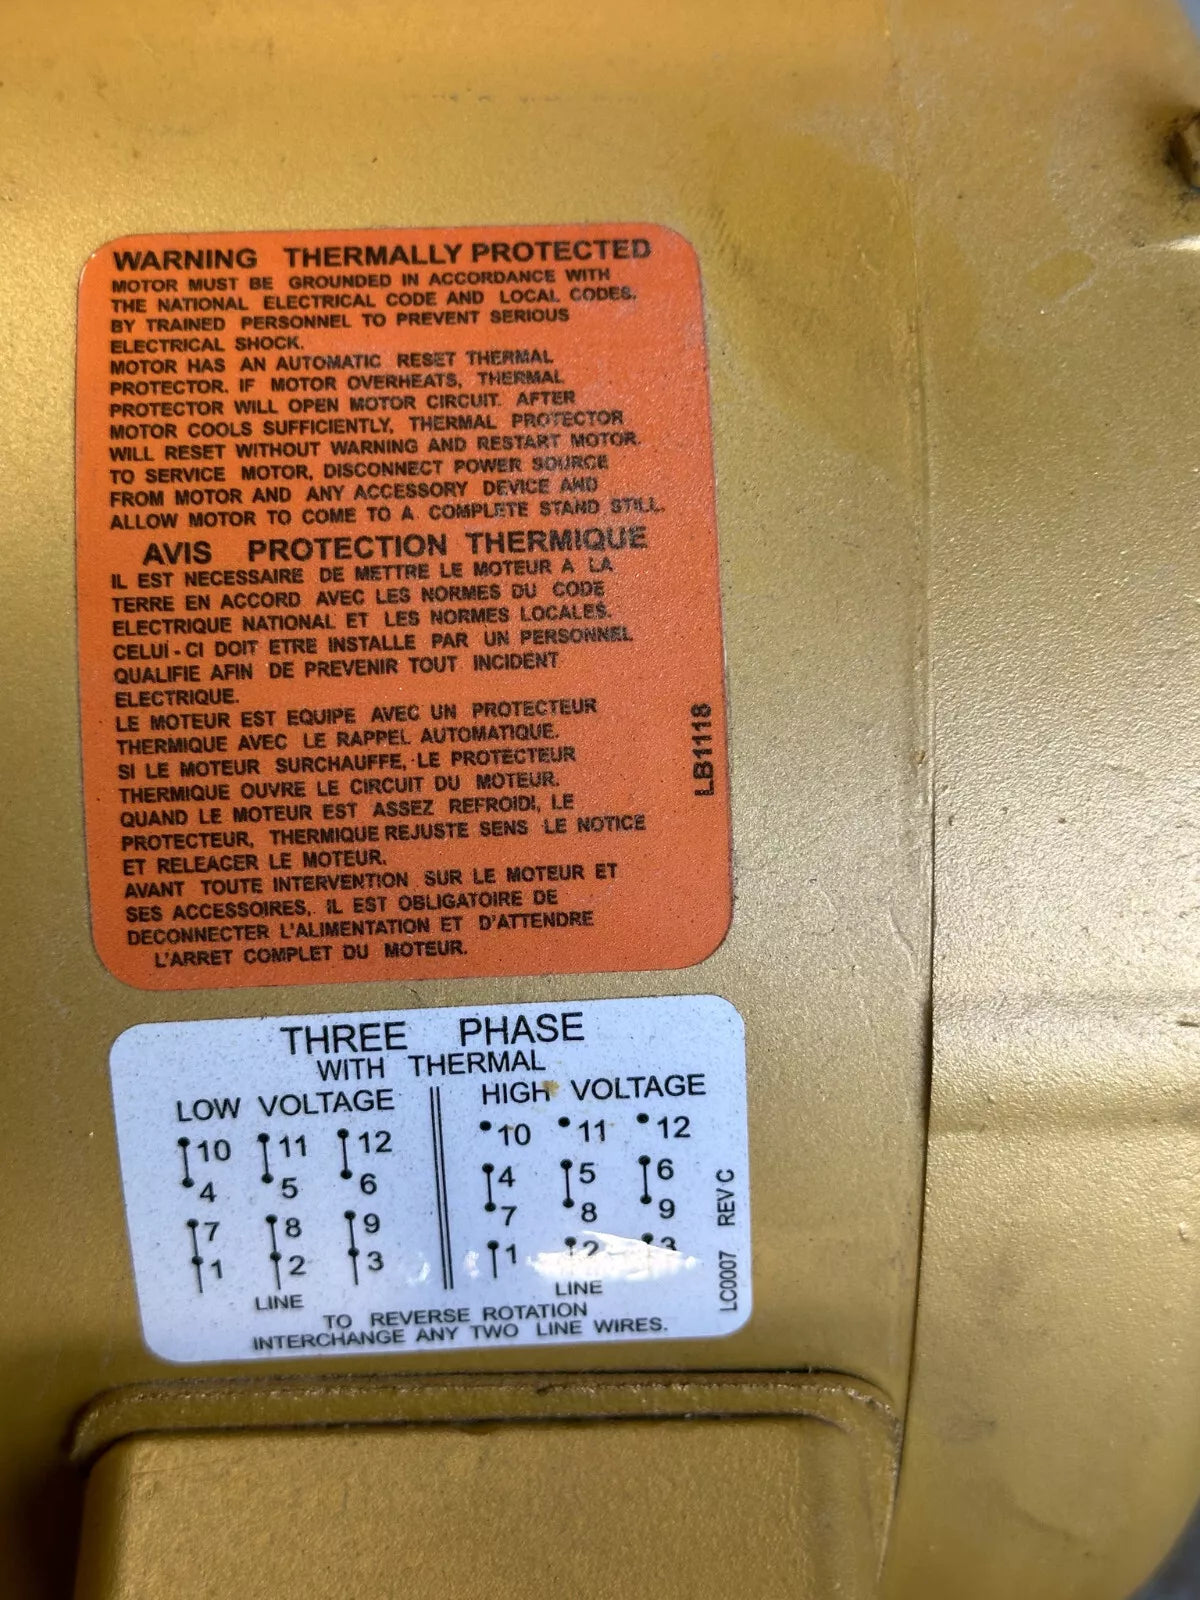 WARNING THERMALLY PROTECTED
MOTOR MUST BE GROUNDED IN ACCORDANCE WITH
THE NATIONAL ELECTRICAL CODE AND LOCAL CODES.
BY TRAINED PERSONNEL TO PREVENT SERIOUS
ELECTRICAL SHOCK.
MOTOR HAS AN AUTOMATIC RESET THERMAL
PROTECTOR. IF MOTOR OVERHEATS, THERMAL
PROTECTOR WILL OPEN MOTOR CIRCUIT. AFTER
MOTOR COOLS SUFFICIENTLY, THERMAL PROTECTOR
WILL RESET WITHOUT WARNING AND RESTART MOTOR.
TO SERVICE MOTOR, DISCONNECT POWER SOURCE
FROM MOTOR AND ANY ACCESSORY DEVICE AND
ALLOW MOTOR TO COME TO A COMPLETE STAND STILL.
AVIS PROTECTION THERMIQUE
IL EST NECESSAIRE DE METTRE LE MOTEUR A LA
TERRE EN ACCORD AVEC LES NORMES DU CODE
ELECTRIQUE NATIONAL ET LES NORMES LOCALES.
CELUI-CI DOIT ETRE INSTALLE PAR UN PERSONNEL
QUALIFIE AFIN DE PREVENIR TOUT INCIDENT
ELECTRIQUE.
LE MOTEUR EST EQUIPE AVEC UN PROTECTEUR
THERMIQUE AVEC LE RAPPEL AUTOMATIQUE.
SI LE MOTEUR SURCHAUFFE, LE PROTECTEUR
THERMIQUE OUVRE LE CIRCUIT DU MOTEUR.
QUAND LE MOTEUR EST ASSEZ REFROIDI, LE
PROTECTEUR, THERMIQUE REJUSTE SENS LE NOTICE
ET RELEACER LE MOTEUR.
AVANT TOUTE INTERVENTION SUR LE MOTEUR ET
SES ACCESSOIRES, IL EST OBLIGATOIRE DE
DECONNECTER L'ALIMENTATION ET D'ATTENDRE
L'ARRET COMPLET DU MOTEUR.
LB1118
THREE PHASE
WITH THERMAL
LOW VOLTAGE
10 11 12
4 5 6
7 8 9
1 2 3
LINE
HIGH VOLTAGE
10 11 12
4 5 6
7 8 9
1 2 3
LINE
TO REVERSE ROTATION
INTERCHANGE ANY TWO LINE WIRES.
LC0007 REV C